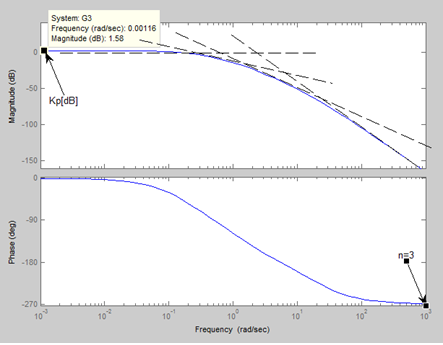 System: G3
Frequency (rad/sec): 0.00116
Magnitude (dB): 1.58
0
-50
-100
-150
Magnitude (dB)
Kp[dB]
0
-90
-180
-270
Phase (deg)
n=3
10^-3 10^-2 10^-1 10^0 10^1 10^2 10^3
Frequency (rad/sec)